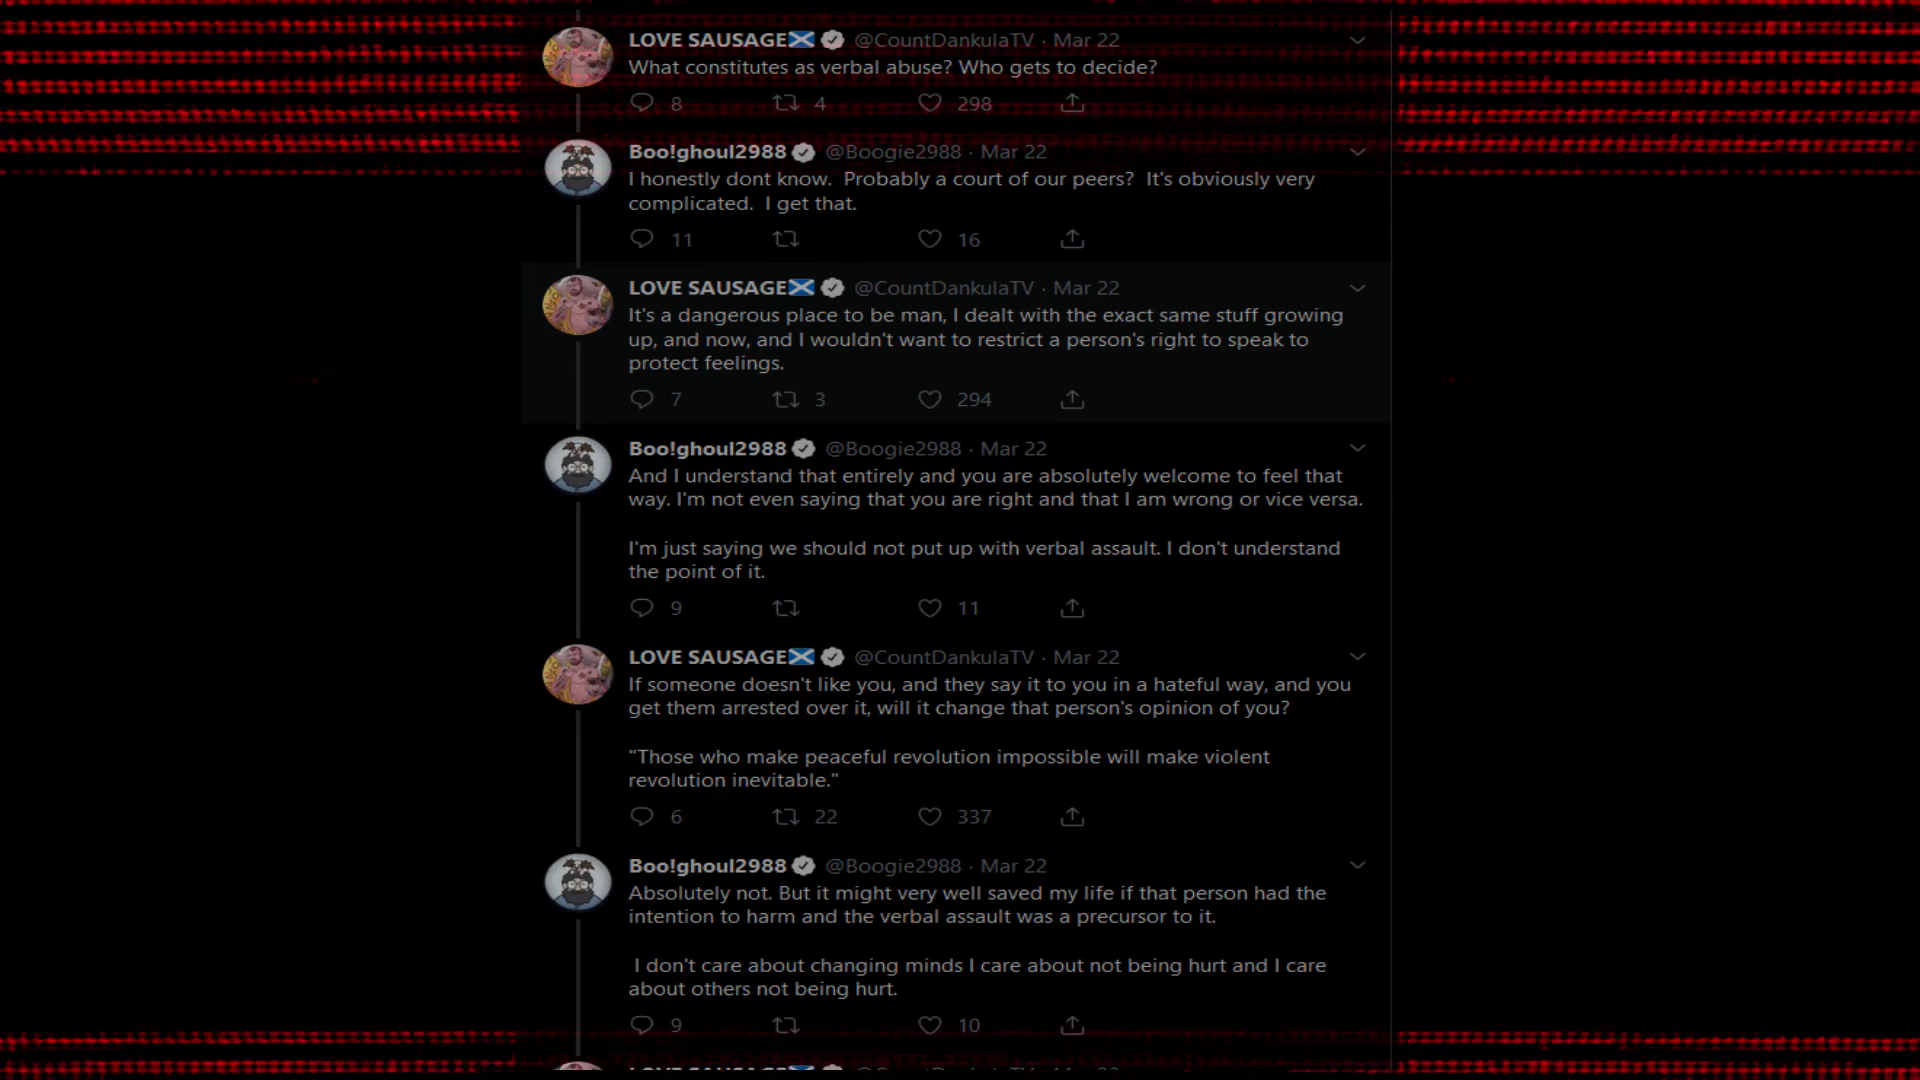 LOVE SAUSAGE @CountDankulaTV · Mar 22
What constitutes as verbal abuse? Who gets to decide?
8 4 298
Boo!ghoul2988 @Boogie2988 · Mar 22
I honestly dont know. Probably a court of our peers? It's obviously very
complicated. I get that.
11 16
LOVE SAUSAGE @CountDankulaTV · Mar 22
It's a dangerous place to be man, I dealt with the exact same stuff growing
up, and now, and I wouldn't want to restrict a person's right to speak to
protect feelings.
7 3 294
Boo!ghoul2988 @Boogie2988 · Mar 22
And I understand that entirely and you are absolutely welcome to feel that
way. I'm not even saying that you are right and that I am wrong or vice versa.
I'm just saying we should not put up with verbal assault. I don't understand
the point of it.
9 11
LOVE SAUSAGE @CountDankulaTV · Mar 22
If someone doesn't like you, and they say it to you in a hateful way, and you
get them arrested over it, will it change that person's opinion of you?
"Those who make peaceful revolution impossible will make violent
revolution inevitable."
6 22 337
Boo!ghoul2988 @Boogie2988 · Mar 22
Absolutely not. But it might very well saved my life if that person had the
intention to harm and the verbal assault was a precursor to it.
I don't care about changing minds I care about not being hurt and I care
about others not being hurt.
9 10